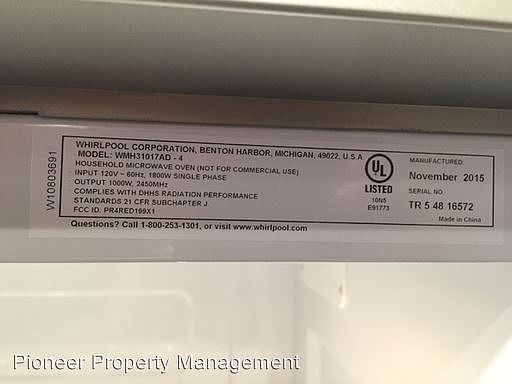 WHIRLPOOL CORPORATION, BENTON HARBOR, MICHIGAN, 49022, U.S.A
MODEL: WMH31017AD - 4
HOUSEHOLD MICROWAVE OVEN (NOT FOR COMMERCIAL USE)
INPUT 120V ~ 60Hz, 1800W SINGLE PHASE
OUTPUT 1000W, 2450MHz
COMPLIES WITH DHHS RADIATION PERFORMANCE
STANDARDS 21 CFR SUBCHAPTER J.
FCC ID: PR4RED199X1
Questions? Call 1-800-253-1301, or visit www.whirlpool.com
W10803691
UL
LISTED
10N5
E91773
MANUFACTURED:
November 2015
SERIAL NO.
TR 5 48 16572
Made in China
Pioneer Property Management